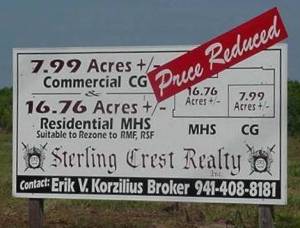 7.99 Acres +/-
Commercial CG
&
16.76 Acres +/-
Residential MHS
Suitable to Rezone to RMF, RSF
Price Reduced
16.76
Acres +/-
7.99
Acres +/-
MHS CG
Sterling Crest Realty
Inc.
Contact: Erik V. Korzilius Broker 941-408-8181